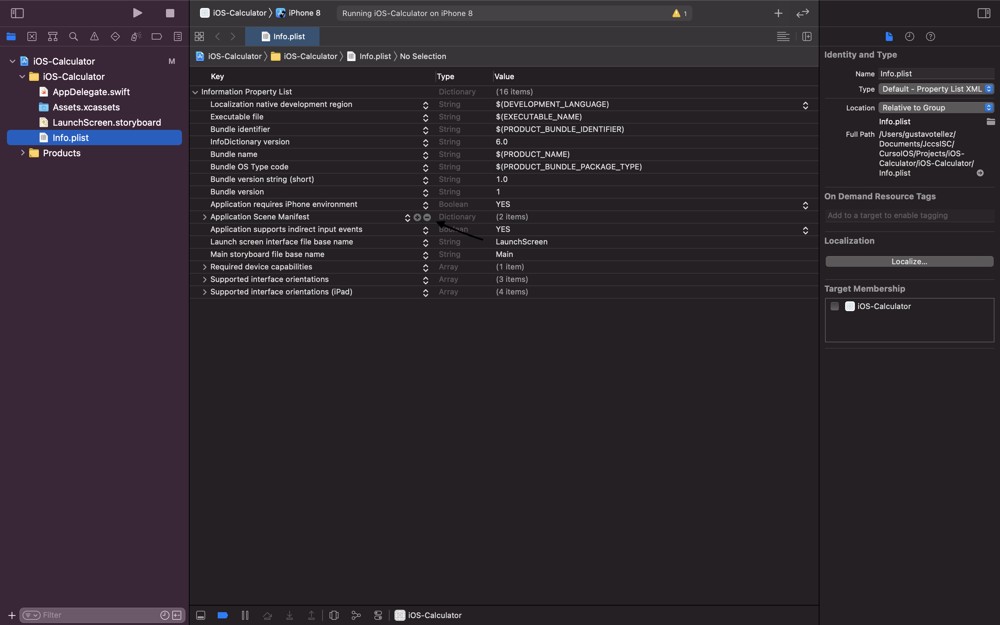 iOS-Calculator iPhone 8 Running iOS-Calculator on iPhone 8 1
Info.plist
iOS-Calculator iOS-Calculator Info.plist No Selection
iOS-Calculator M
iOS-Calculator
AppDelegate.swift
Assets.xcassets
LaunchScreen.storyboard
Info.plist
Products
Filter
Key Type Value
Information Property List Dictionary (16 items)
Localization native development region String $(DEVELOPMENT_LANGUAGE)
Executable file String $(EXECUTABLE_NAME)
Bundle identifier String $(PRODUCT_BUNDLE_IDENTIFIER)
InfoDictionary version String 6.0
Bundle name String $(PRODUCT_NAME)
Bundle OS Type code String $(PRODUCT_BUNDLE_PACKAGE_TYPE)
Bundle version string (short) String 1.0
Bundle version String 1
Application requires iPhone environment Boolean YES
Application Scene Manifest Dictionary (2 items)
Application supports indirect input events Boolean YES
Launch screen interface file base name String LaunchScreen
Main storyboard file base name String Main
Required device capabilities Array (1 item)
Supported interface orientations Array (3 items)
Supported interface orientations (iPad) Array (4 items)
iOS-Calculator
Identity and Type
Name Info.plist
Type Default - Property List XML
Location Relative to Group
Info.plist
Full Path /Users/gustavotellez/
Documents/JccsISC/
CursoIOS/Projects/iOS-
Calculator/iOS-Calculator/
Info.plist
On Demand Resource Tags
Add to a target to enable tagging
Localization
Localize...
Target Membership
iOS-Calculator